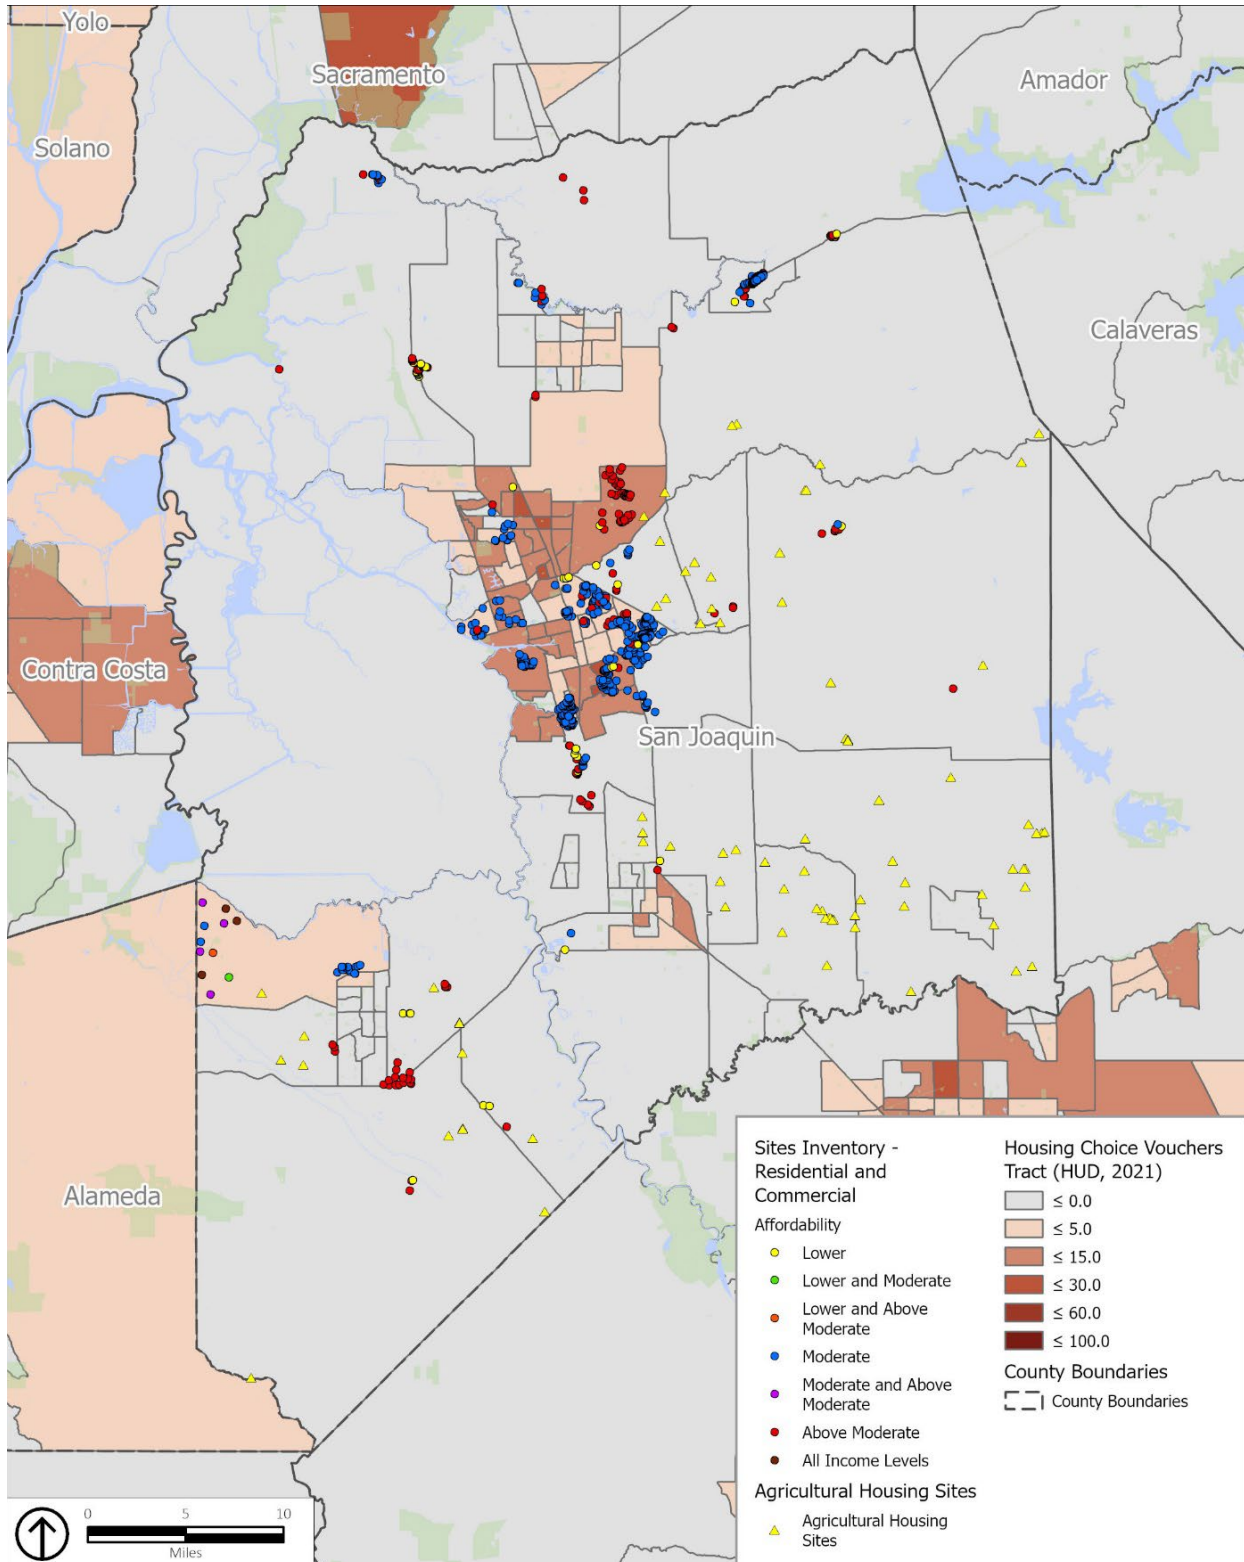 Yolo
Sacramento
Amador
Solano
Calaveras
Contra Costa
San Joaquin
Alameda
Sites Inventory -
Residential and
Commercial
Affordability
Lower
Lower and Moderate
Lower and Above
Moderate
Moderate
Moderate and Above
Moderate
Above Moderate
All Income Levels
Agricultural Housing Sites
Agricultural Housing
Sites
Housing Choice Vouchers
Tract (HUD, 2021)
≤ 0.0
≤ 5.0
≤ 15.0
≤ 30.0
≤ 60.0
≤ 100.0
County Boundaries
County Boundaries
0 5 10
Miles